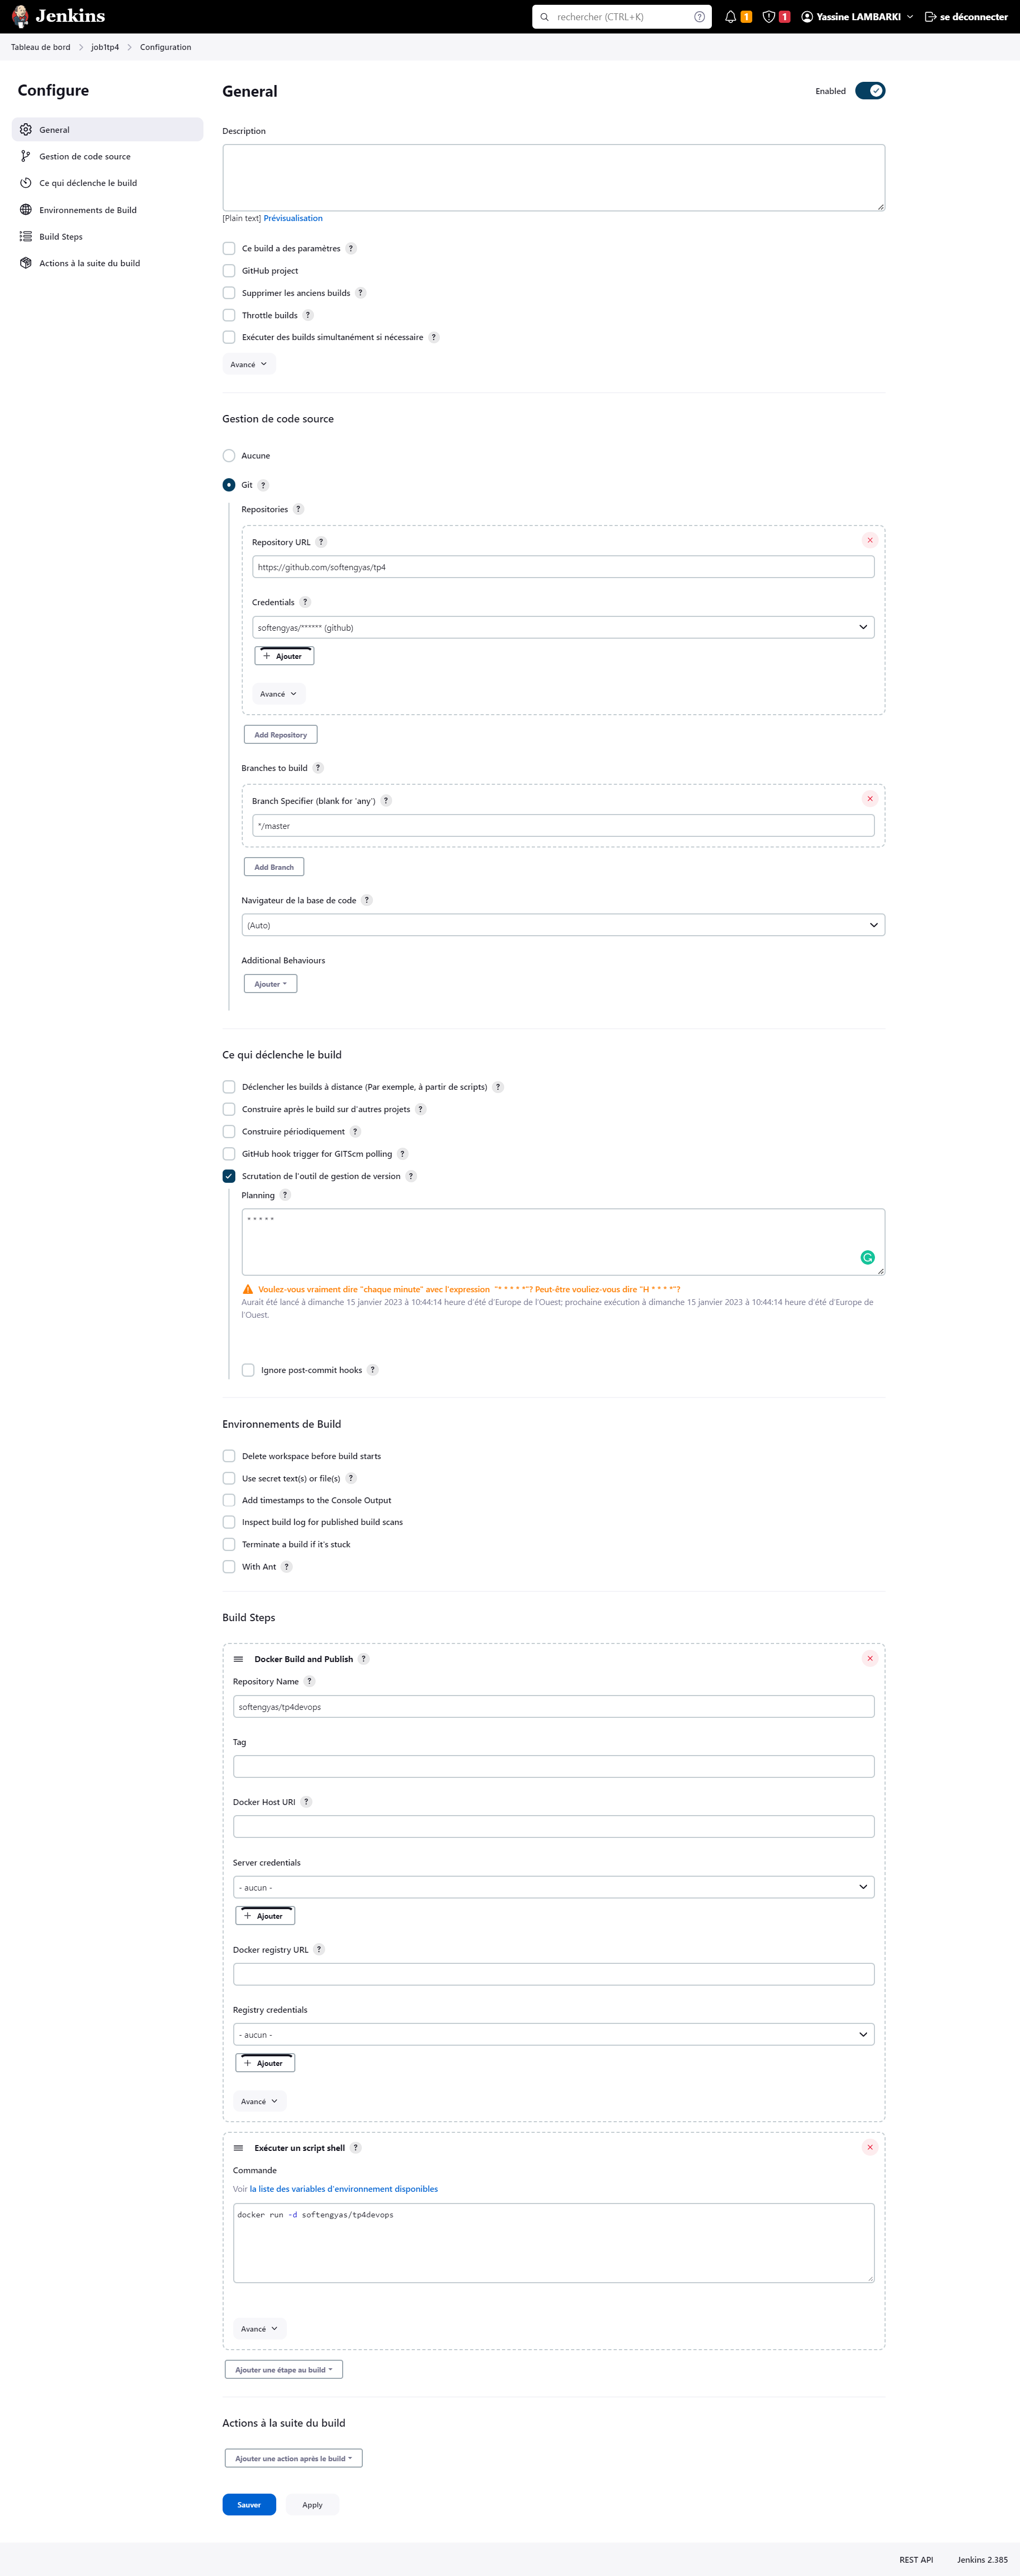 Jenkins
rechercher (CTRL+K)
1
1
Yassine LAMBARKI
se déconnecter
Tableau de bord
job1tp4
Configuration
Configure
General
Gestion de code source
Ce qui déclenche le build
Environnements de Build
Build Steps
Actions à la suite du build
General
Enabled
Description
[Plain text] Prévisualisation
Ce build a des paramètres ?
GitHub project
Supprimer les anciens builds ?
Throttle builds ?
Exécuter des builds simultanément si nécessaire ?
Avancé
Gestion de code source
Aucune
Git ?
Repositories ?
Repository URL ?
https://github.com/softengyas/tp4
Credentials ?
softengyas/****** (github)
+ Ajouter
Avancé
Add Repository
Branches to build ?
Branch Specifier (blank for 'any') ?
*/master
Add Branch
Navigateur de la base de code ?
(Auto)
Additional Behaviours
Ajouter
Ce qui déclenche le build
Déclencher les builds à distance (Par exemple, à partir de scripts) ?
Construire après le build sur d'autres projets ?
Construire périodiquement ?
GitHub hook trigger for GITScm polling ?
Scrutation de l'outil de gestion de version ?
Planning ?
* * * * *
Voulez-vous vraiment dire "chaque minute" avec l'expression "* * * * *"? Peut-être vouliez-vous dire "H * * * *"?
Aurait été lancé à dimanche 15 janvier 2023 à 10:44:14 heure d'été d'Europe de l'Ouest; prochaine exécution à dimanche 15 janvier 2023 à 10:44:14 heure d'été d'Europe de
l'Ouest.
Ignore post-commit hooks ?
Environnements de Build
Delete workspace before build starts
Use secret text(s) or file(s) ?
Add timestamps to the Console Output
Inspect build log for published build scans
Terminate a build if it's stuck
With Ant ?
Build Steps
Docker Build and Publish ?
Repository Name ?
softengyas/tp4devops
Tag
Docker Host URI ?
Server credentials
- aucun -
+ Ajouter
Docker registry URL ?
Registry credentials
- aucun -
+ Ajouter
Avancé
Exécuter un script shell ?
Commande
Voir la liste des variables d'environnement disponibles
docker run -d softengyas/tp4devops
Avancé
Ajouter une étape au build
Actions à la suite du build
Ajouter une action après le build
Sauver
Apply
REST API
Jenkins 2.385